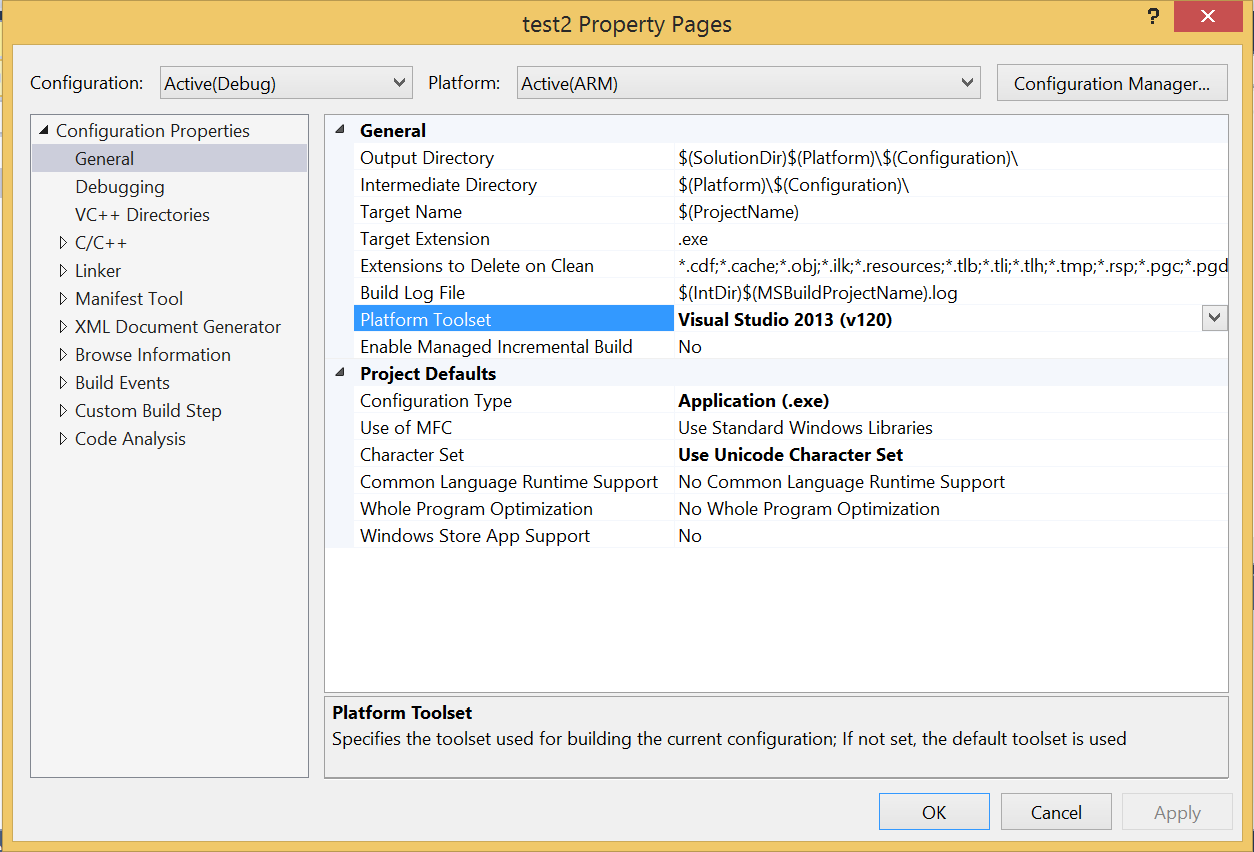 test2 Property Pages
?
Configuration: Active(Debug) Platform: Active(ARM) Configuration Manager...
Configuration Properties
General
Debugging
VC++ Directories
C/C++
Linker
Manifest Tool
XML Document Generator
Browse Information
Build Events
Custom Build Step
Code Analysis
General
Output Directory $(SolutionDir)$(Platform)\$(Configuration)\
Intermediate Directory $(Platform)\$(Configuration)\
Target Name $(ProjectName)
Target Extension .exe
Extensions to Delete on Clean *.cdf;*.cache;*.obj;*.ilk;*.resources;*.tlb;*.tli;*.tlh;*.tmp;*.rsp;*.pgc;*.pgd
Build Log File $(IntDir)$(MSBuildProjectName).log
Platform Toolset Visual Studio 2013 (v120)
Enable Managed Incremental Build No
Project Defaults
Configuration Type Application (.exe)
Use of MFC Use Standard Windows Libraries
Character Set Use Unicode Character Set
Common Language Runtime Support No Common Language Runtime Support
Whole Program Optimization No Whole Program Optimization
Windows Store App Support No
Platform Toolset
Specifies the toolset used for building the current configuration; If not set, the default toolset is used
OK Cancel Apply